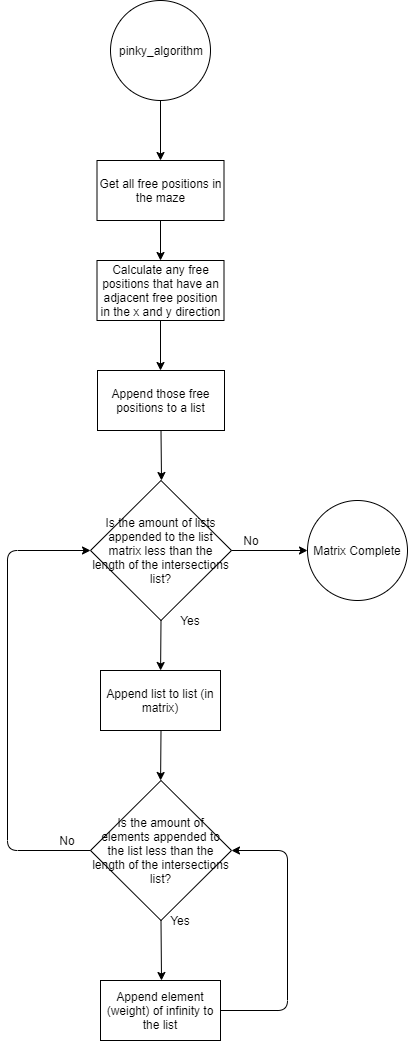 pinky_algorithm
Get all free positions in
the maze
Calculate any free
positions that have an
adjacent free position
in the x and y direction
Append those free
positions to a list
Is the amount of lists
appended to the list
matrix less than the
length of the intersections
list?
No
Matrix Complete
Yes
Append list to list (in
matrix)
Is the amount of
elements appended to
the list less than the
length of the intersections
list?
No
Yes
Append element
(weight) of infinity to
the list